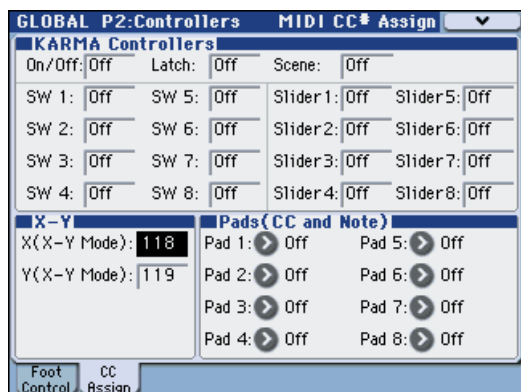 GLOBAL P2:Controllers MIDI CC# Assign
KARMA Controllers
On/Off: Off Latch: Off Scene: Off
SW 1: Off SW 5: Off Slider1: Off Slider5: Off
SW 2: Off SW 6: Off Slider2: Off Slider6: Off
SW 3: Off SW 7: Off Slider3: Off Slider7: Off
SW 4: Off SW 8: Off Slider4: Off Slider8: Off
X-Y Pads(CC and Note)
X(X-Y Mode): 118 Pad 1: Off Pad 5: Off
Y(X-Y Mode): 119 Pad 2: Off Pad 6: Off
Pad 3: Off Pad 7: Off
Pad 4: Off Pad 8: Off
Foot CC
Control Assign